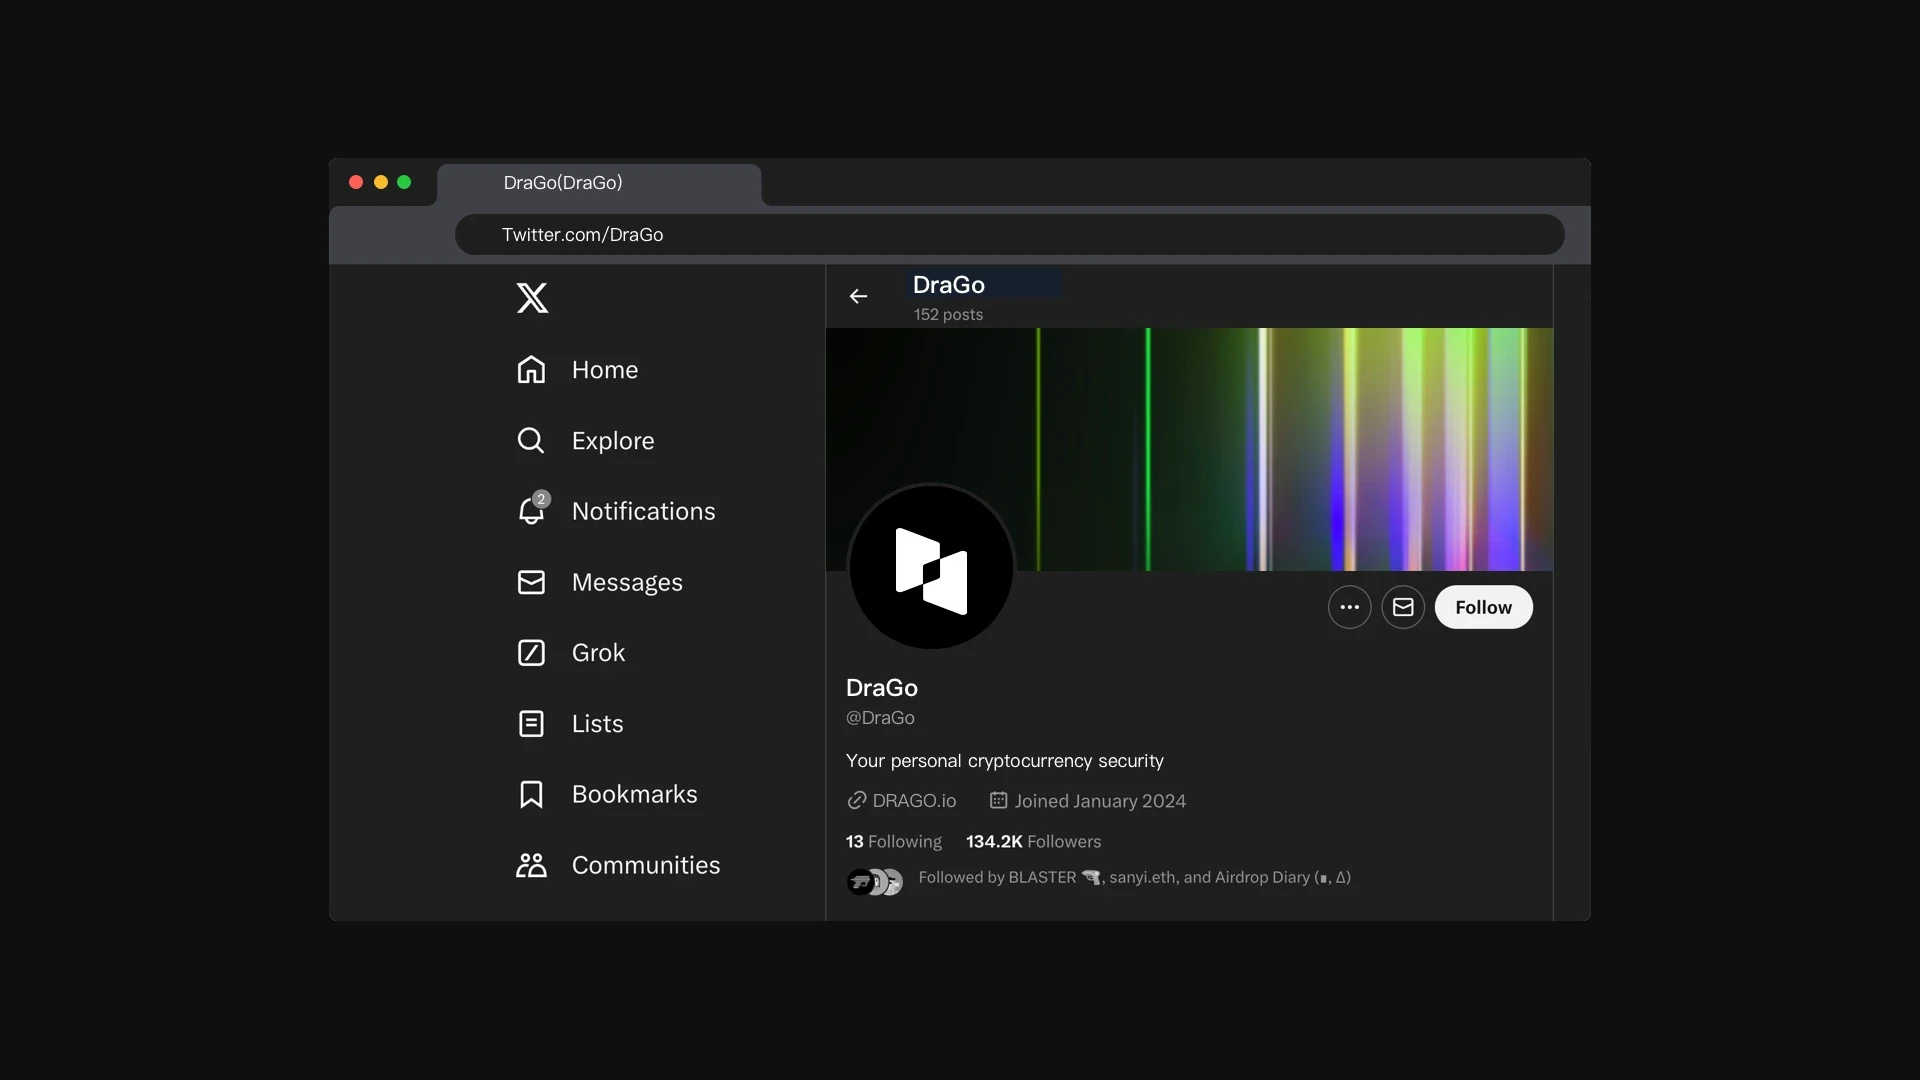 DraGo(DraGo)
Twitter.com/DraGo
Home
Explore
2
Notifications
Messages
Grok
Lists
Bookmarks
Communities
DraGo
152 posts
Follow
DraGo
@DraGo
Your personal cryptocurrency security
DRAGO.io Joined January 2024
13 Following 134.2K Followers
Followed by BLASTER 🔫, sanyi.eth, and Airdrop Diary (∎, Δ)